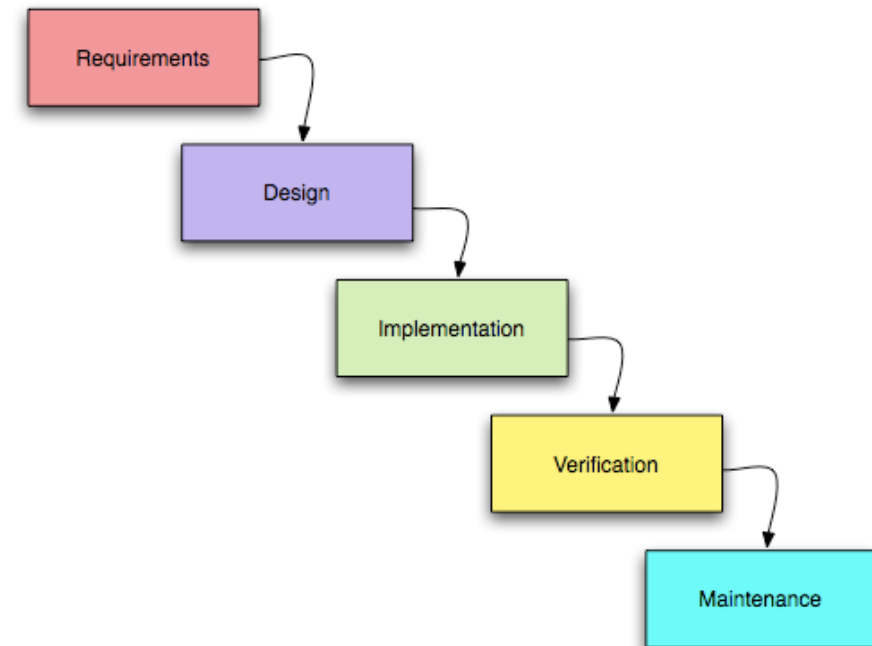 Requirements
Design
Implementation
Verification
Maintenance